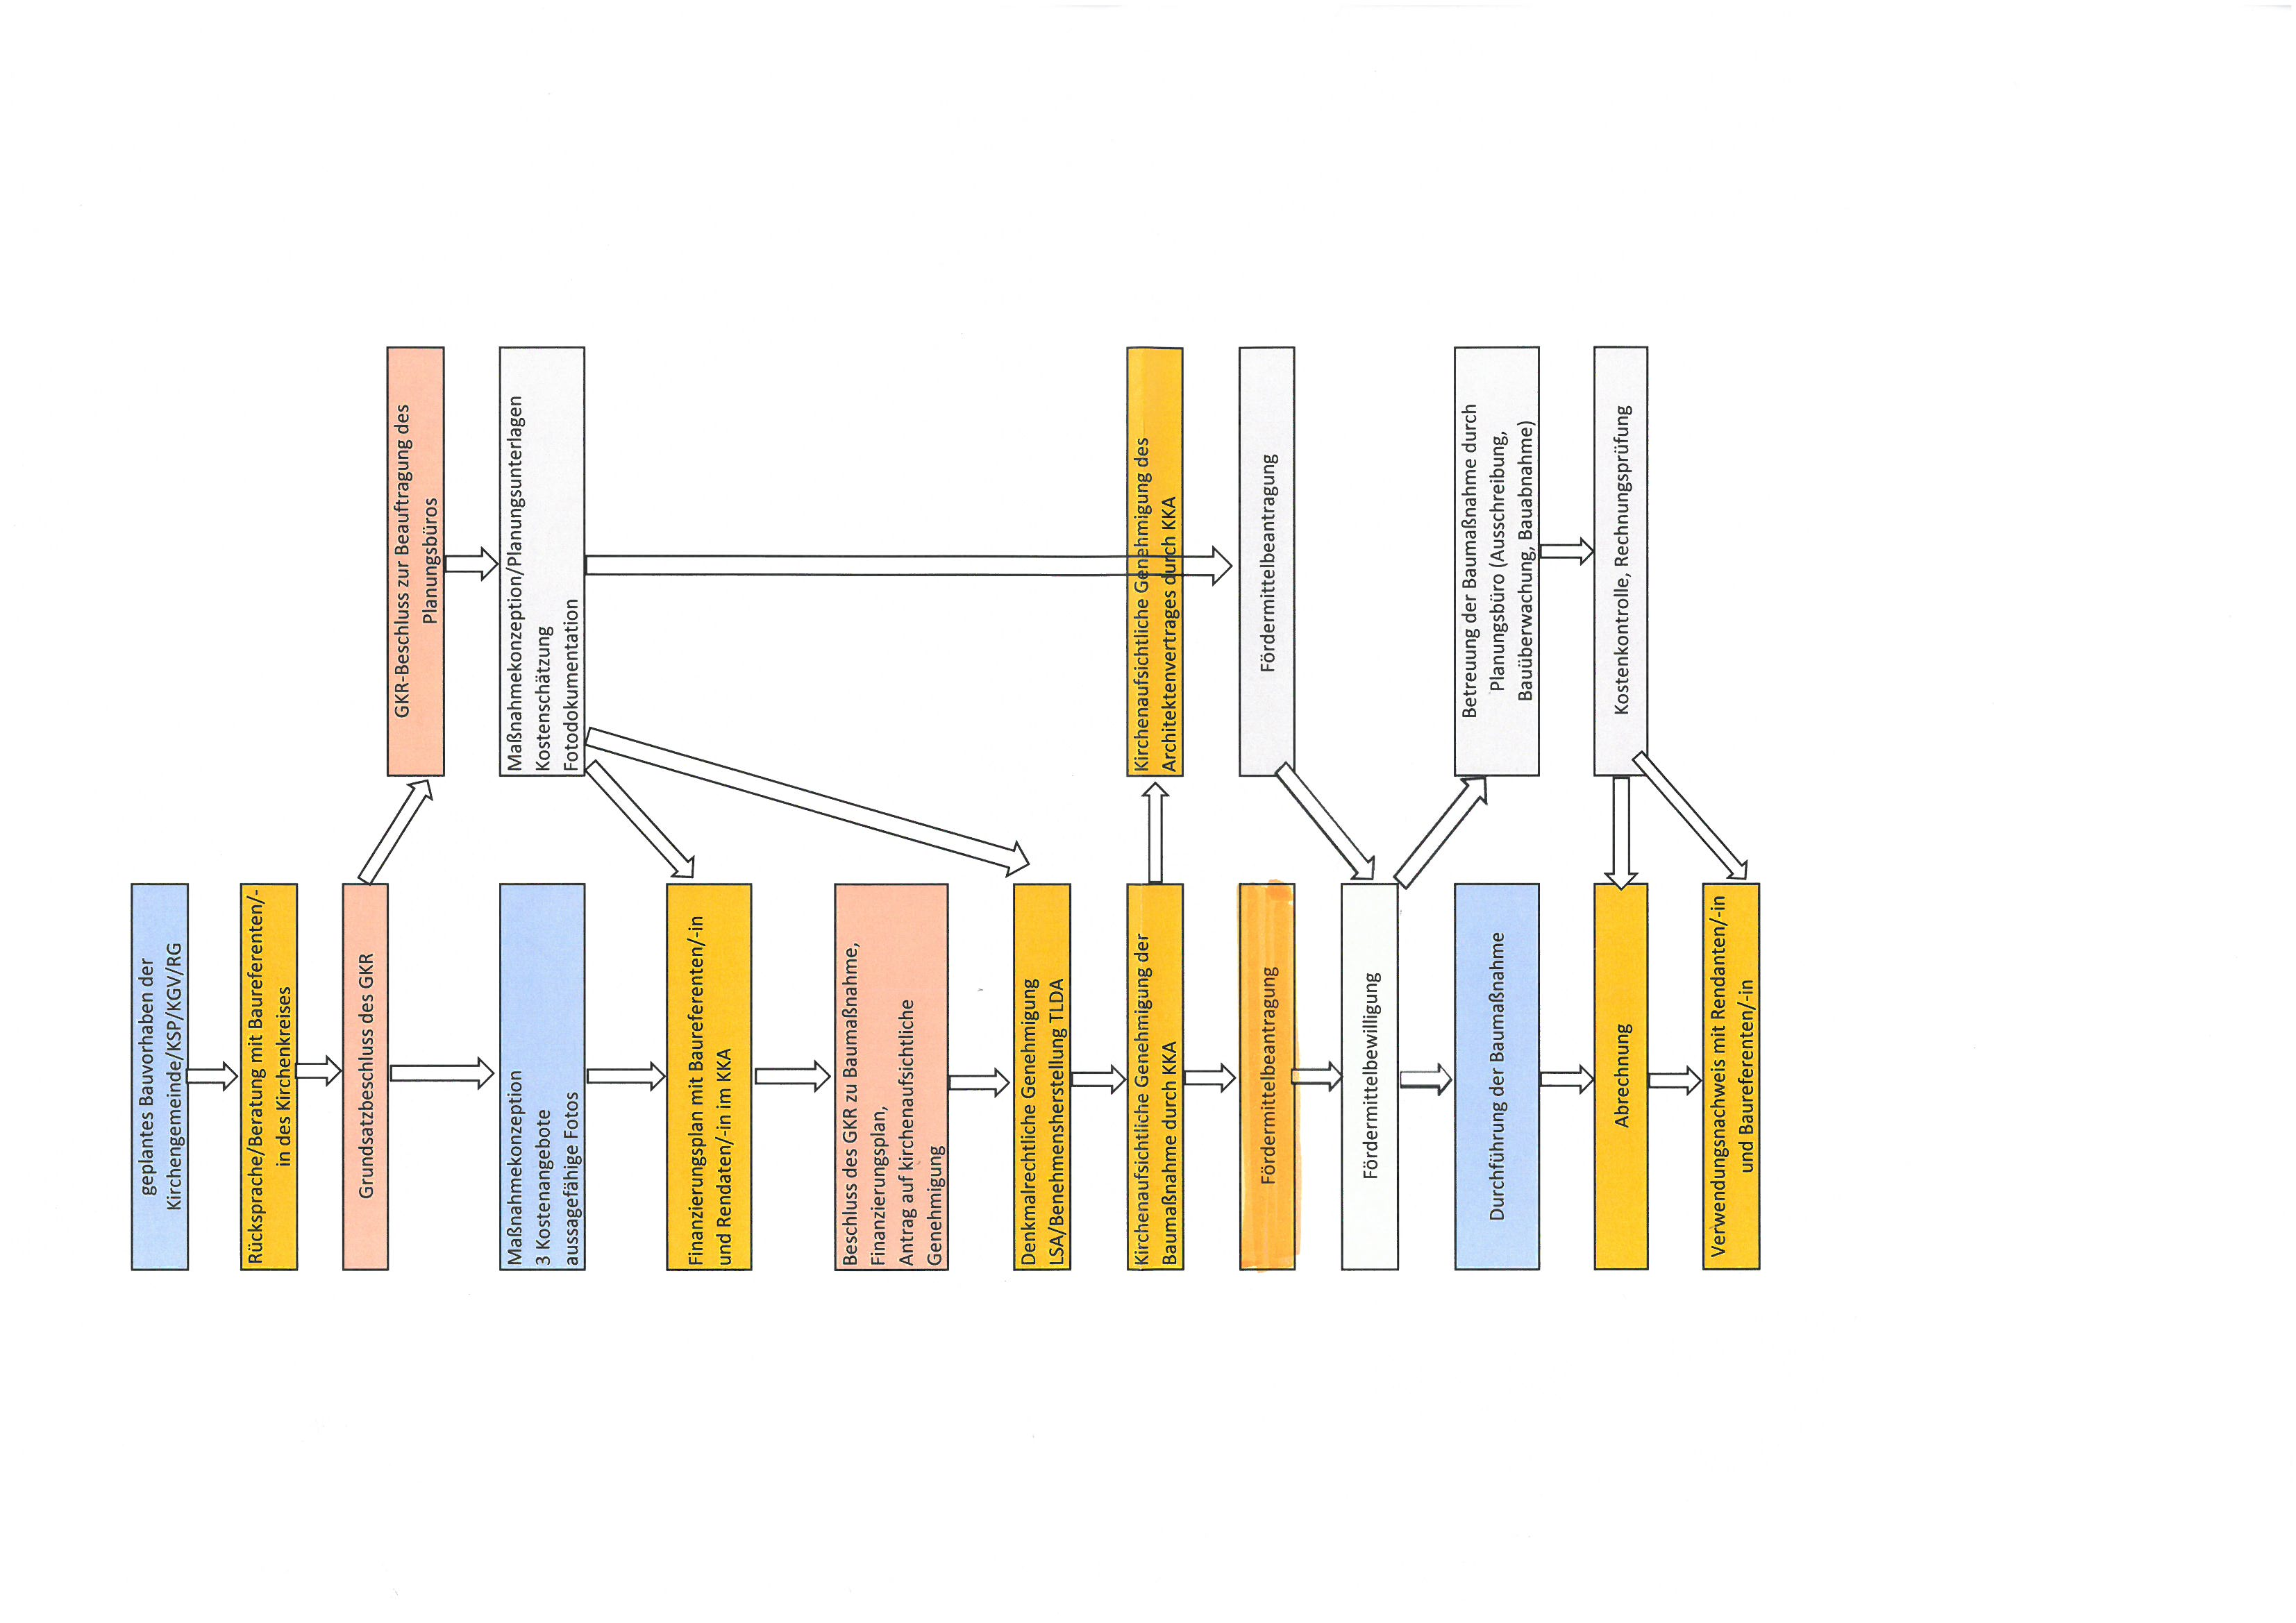 geplantes Bauvorhaben der
Kirchengemeinde/KSP/KGV/RG
Rücksprache/Beratung mit Baureferenten/-
in des Kirchenkreises
Grundsatzbeschluss des GKR
GKR-Beschluss zur Beauftragung des
Planungsbüros
Maßnahmekonzeption
3 Kostenangebote
aussagefähige Fotos
Maßnahmekonzeption/Planungsunterlagen
Kostenschätzung
Fotodokumentation
Finanzierungsplan mit Baureferenten/-in
und Rendaten/-in im KKA
Beschluss des GKR zu Baumaßnahme,
Finanzierungsplan,
Antrag auf kirchenaufsichtliche
Genehmigung
Denkmalrechtliche Genehmigung
LSA/Benehmensherstellung TLDA
Kirchenaufsichtliche Genehmigung der
Baumaßnahme durch KKA
Kirchenaufsichtliche Genehmigung des
Architektenvertrages durch KKA
Fördermittelbeantragung
Fördermittelbeantragung
Fördermittelbewilligung
Durchführung der Baumaßnahme
Betreuung der Baumaßnahme durch
Planungsbüro (Ausschreibung,
Bauüberwachung, Bauabnahme)
Abrechnung
Kostenkontrolle, Rechnungsprüfung
Verwendungsnachweis mit Rendanten/-in
und Baureferenten/-in